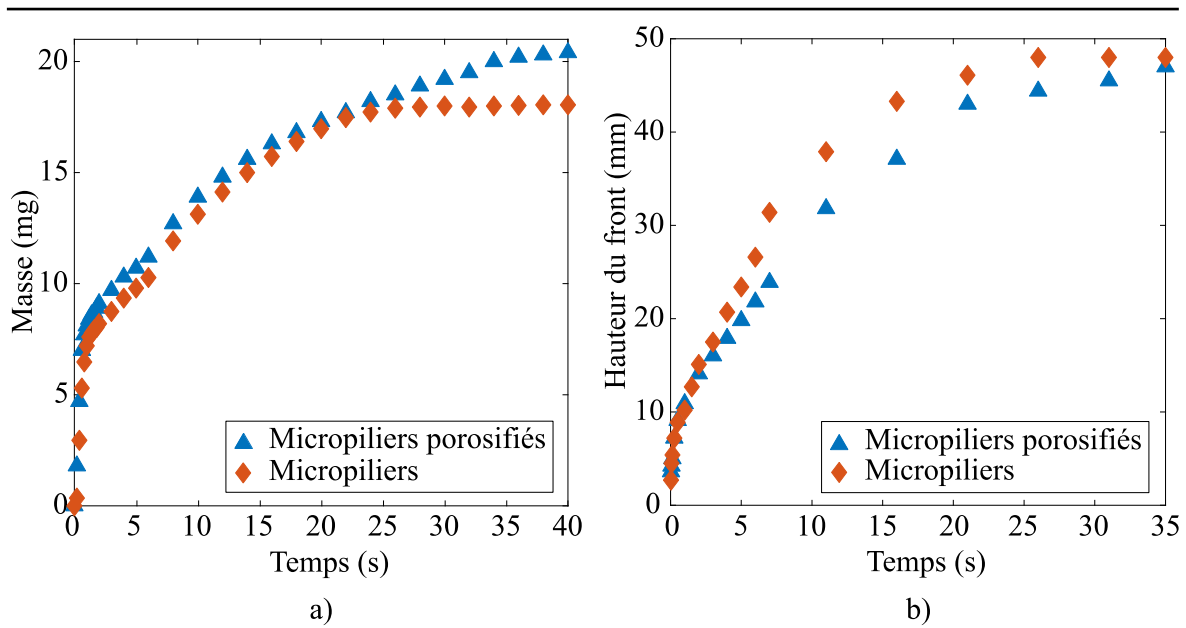 20
15
10
5
0
Masse (mg)
0 5 10 15 20 25 30 35 40
Temps (s)
Micropiliers porosifiés
Micropiliers
a)
50
40
30
20
10
0
Hauteur du front (mm)
0 5 10 15 20 25 30 35
Temps (s)
Micropiliers porosifiés
Micropiliers
b)